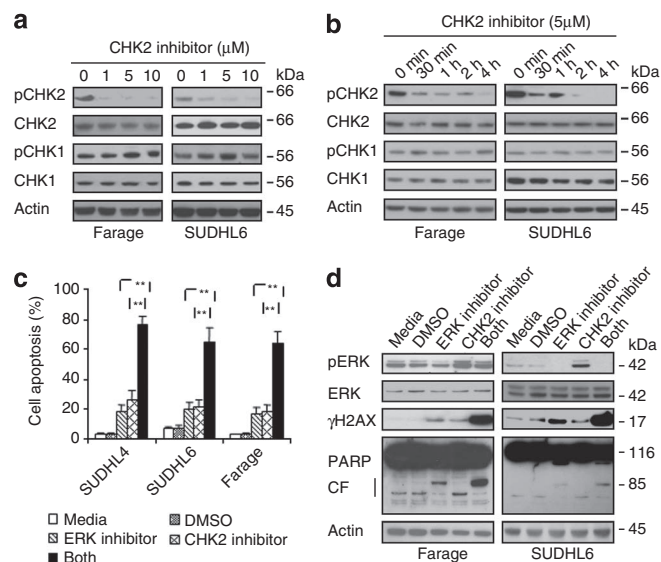 a
CHK2 inhibitor (μM)
0 1 5 10 0 1 5 10 kDa
pCHK2 66
CHK2 66
pCHK1 56
CHK1 56
Actin 45
Farage SUDHL6
b
CHK2 inhibitor (5μM)
0 min 30 min 1 h 2 h 4 h 0 min 30 min 1 h 2 h 4 h kDa
pCHK2 66
CHK2 66
pCHK1 56
CHK1 56
Actin 45
Farage SUDHL6
c
Cell apoptosis (%)
100
80
60
40
20
0
** ** **
** ** **
SUDHL4 SUDHL6 Farage
Media DMSO
ERK inhibitor CHK2 inhibitor
Both
d
Media DMSO ERK inhibitor CHK2 inhibitor Both Media DMSO ERK inhibitor CHK2 inhibitor Both
kDa
pERK 42
ERK 42
γH2AX 17
PARP 116
CF 85
Actin 45
Farage SUDHL6